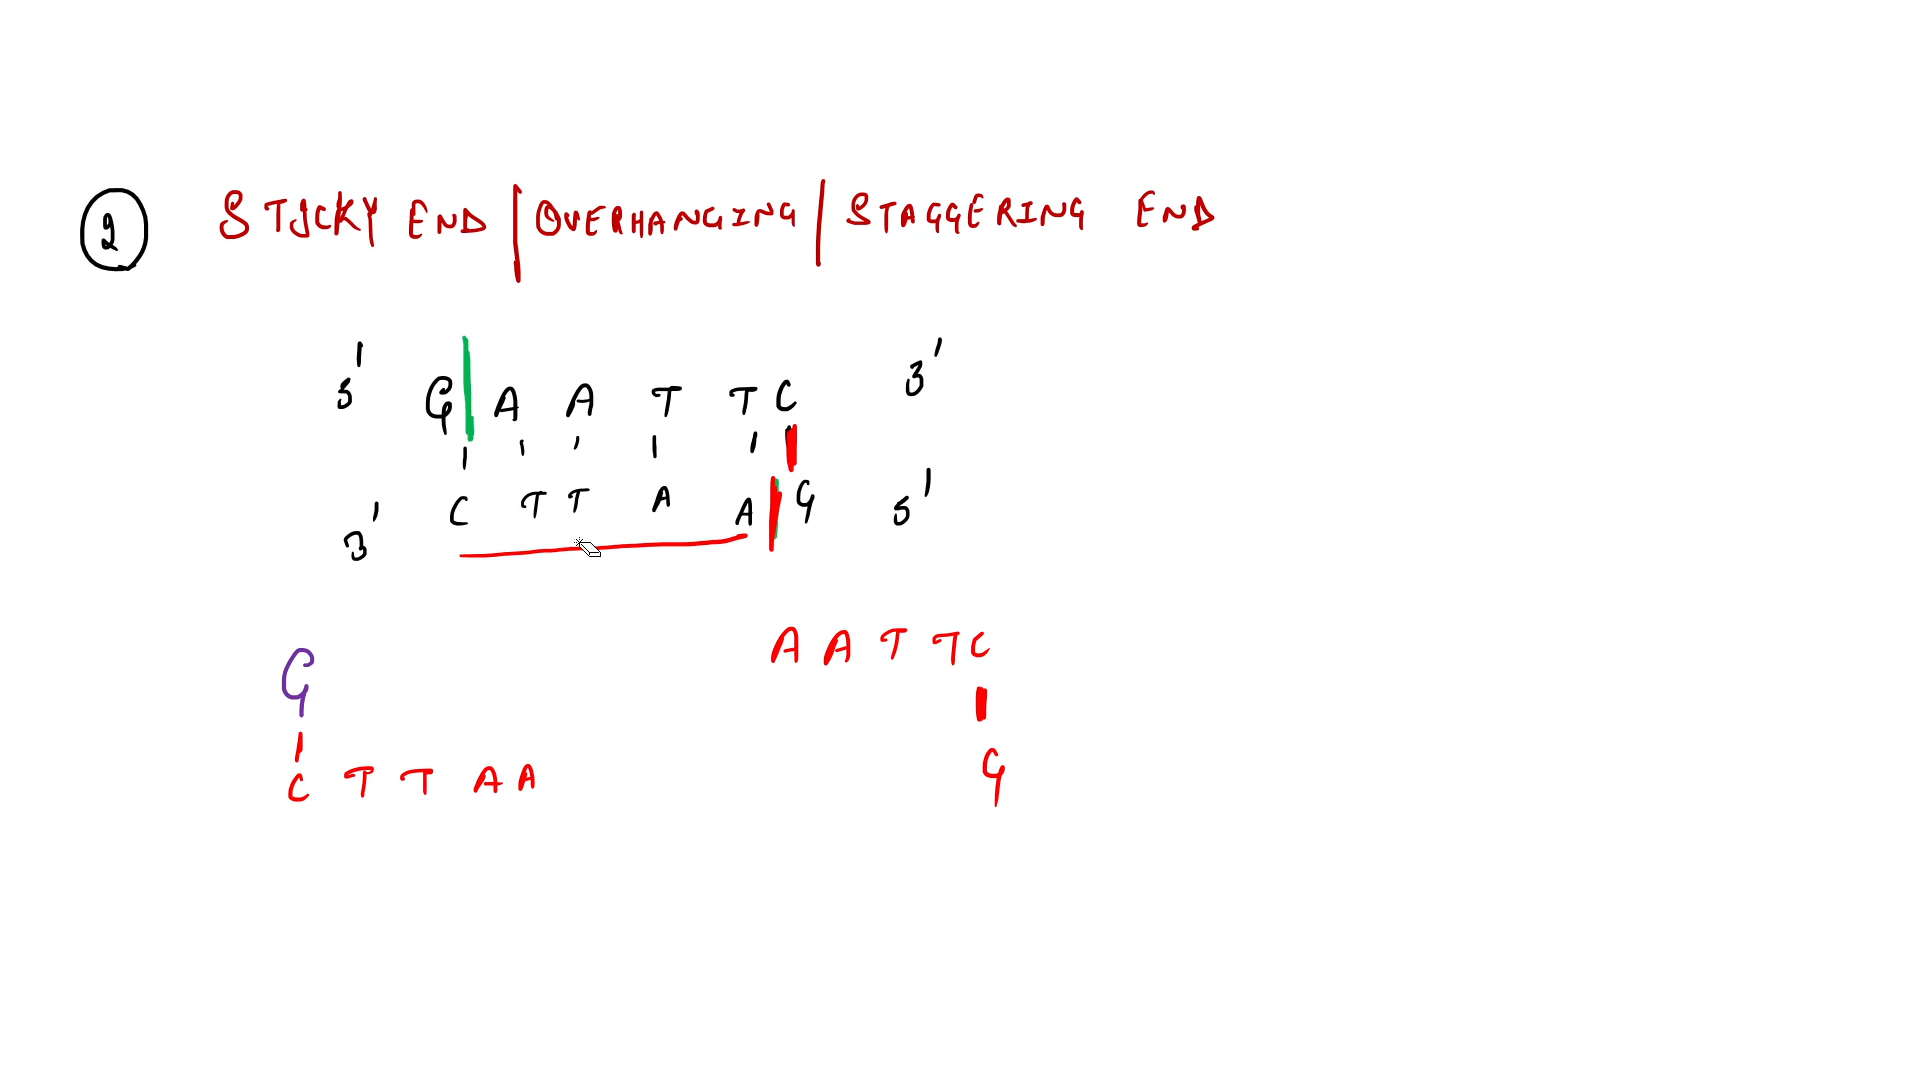 2 STICKY END | OVERHANGING | STAGGERING END
5' G | A A T T C 3'
3' C T T A A | G 5'
G A A T T C
C T T A A G